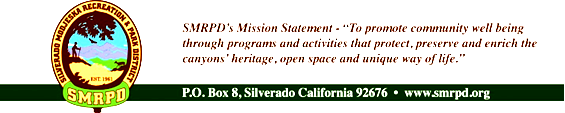 SILVERADO MODJESKA RECREATION & PARK DISTRICT
EST. 1961
SMRPD
SMRPD's Mission Statement - "To promote community well being
through programs and activities that protect, preserve and enrich the
canyons' heritage, open space and unique way of life."
P.O. Box 8, Silverado California 92676 • www.smrpd.org